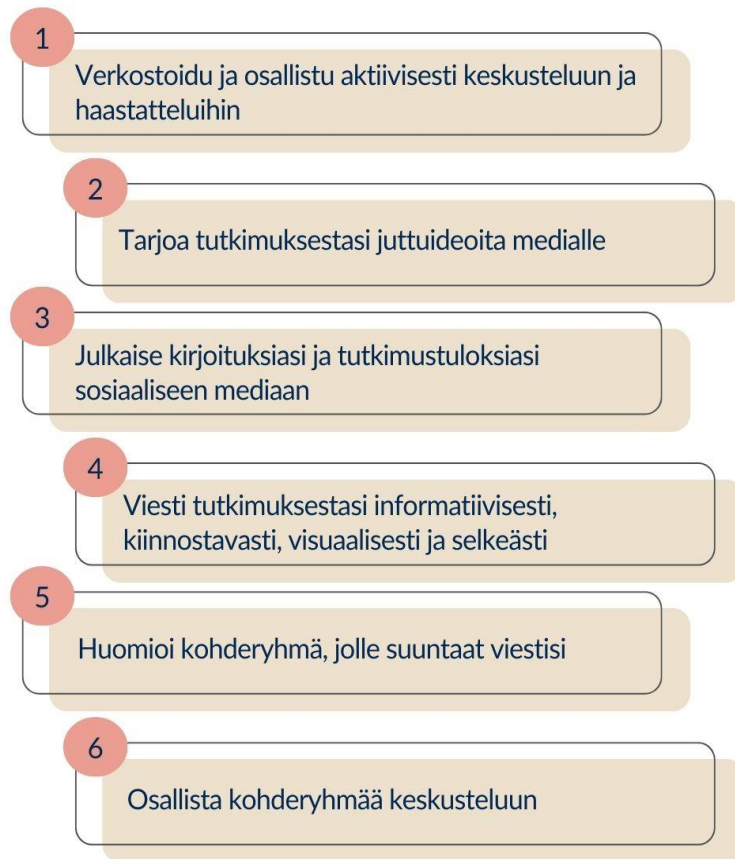 1
Verkostoidu ja osallistu aktiivisesti keskusteluun ja
haastatteluihin
2
Tarjoa tutkimuksestasi juttuideoita medialle
3
Julkaise kirjoituksiasi ja tutkimustuloksiasi
sosiaaliseen mediaan
4
Viesti tutkimuksestasi informatiivisesti,
kiinnostavasti, visuaalisesti ja selkeästi
5
Huomioi kohderyhmä, jolle suuntaat viestisi
6
Osallista kohderyhmää keskusteluun